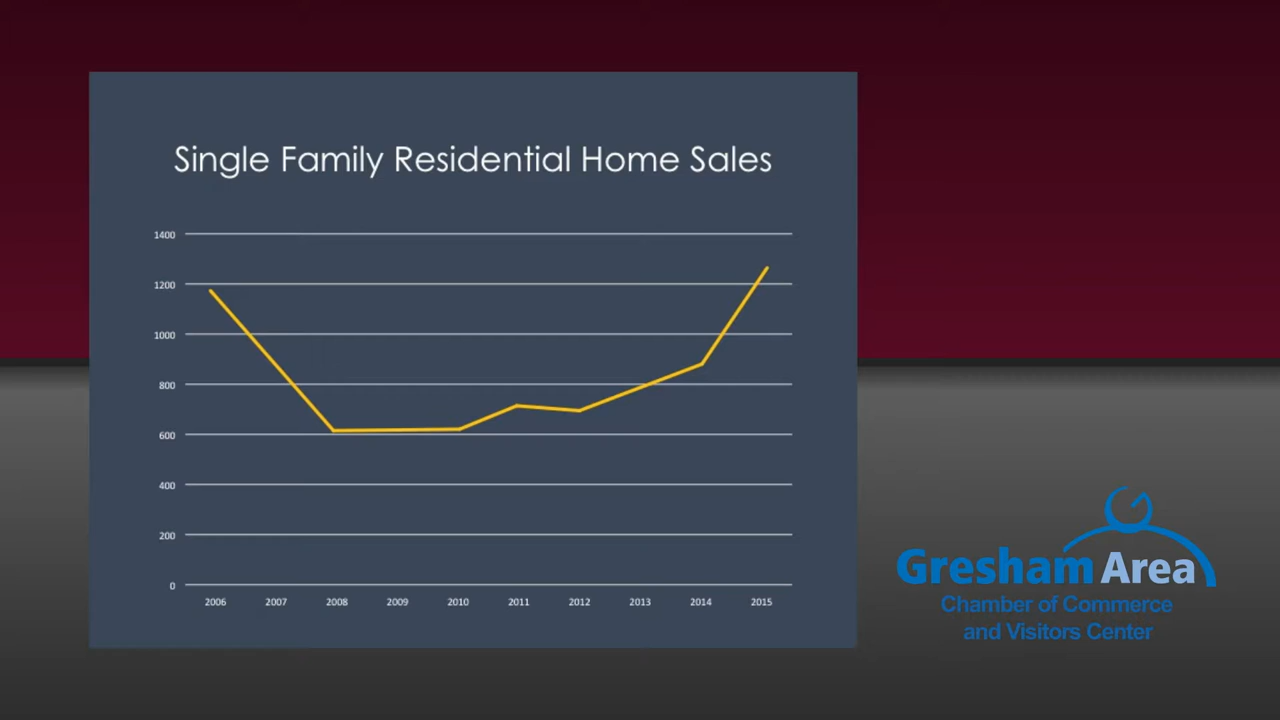 Single Family Residential Home Sales
1400
1200
1000
800
600
400
200
0
2006 2007 2008 2009 2010 2011 2012 2013 2014 2015
Gresham Area
Chamber of Commerce
and Visitors Center